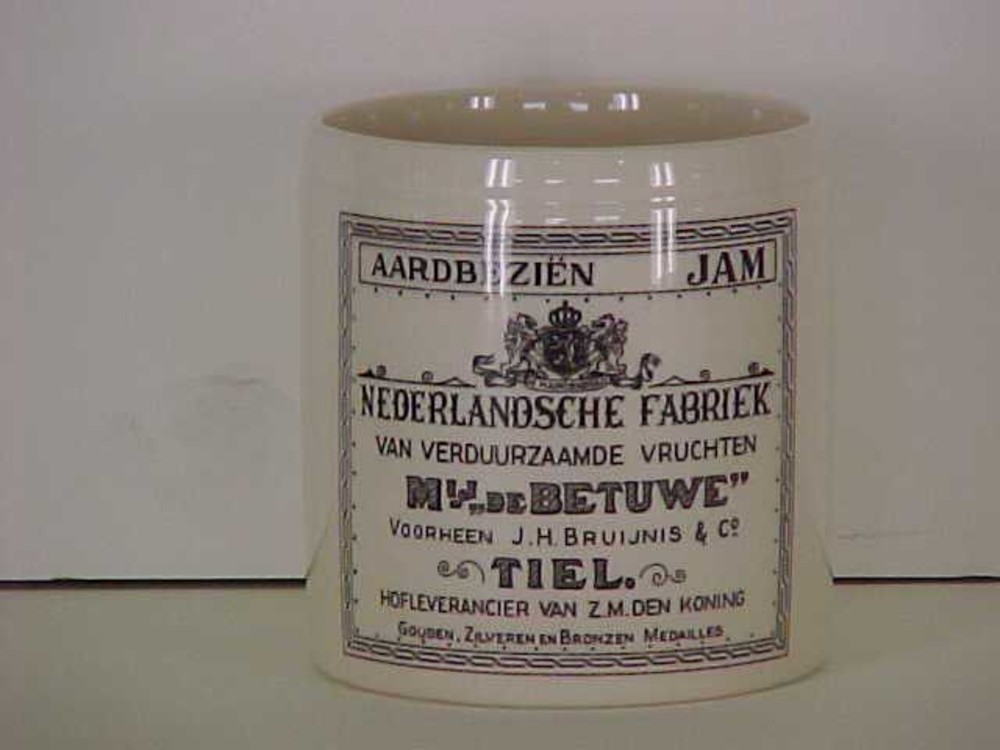 AARDBEZIËN JAM
NEDERLANDSCHE FABRIEK
VAN VERDUURZAAMDE VRUCHTEN
Mij „DE BETUWE”
VOORHEEN J.H. BRUIJNIS & Co
TIEL.
HOFLEVERANCIER VAN Z.M. DEN KONING
GOUDEN, ZILVEREN EN BRONZEN MEDAILLES